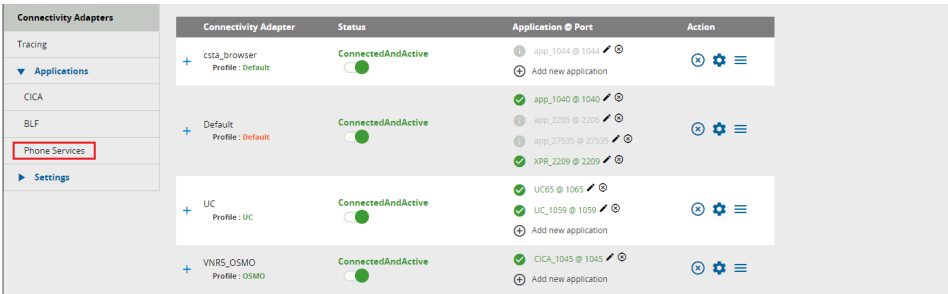 Connectivity Adapters
Tracing
Applications
CICA
BLF
Phone Services
Settings
Connectivity Adapter Status Application @ Port Action
csta_browser
Profile : Default
ConnectedAndActive
app_1044 @ 1044
Add new application
Default
Profile : Default
ConnectedAndActive
app_1040 @ 1040
app_2205 @ 2205
app_27535 @ 27535
XPR_2209 @ 2209
UC
Profile : UC
ConnectedAndActive
UC65 @ 1065
UC_1059 @ 1059
Add new application
VNR5_OSMO
Profile : OSMO
ConnectedAndActive
CICA_1045 @ 1045
Add new application